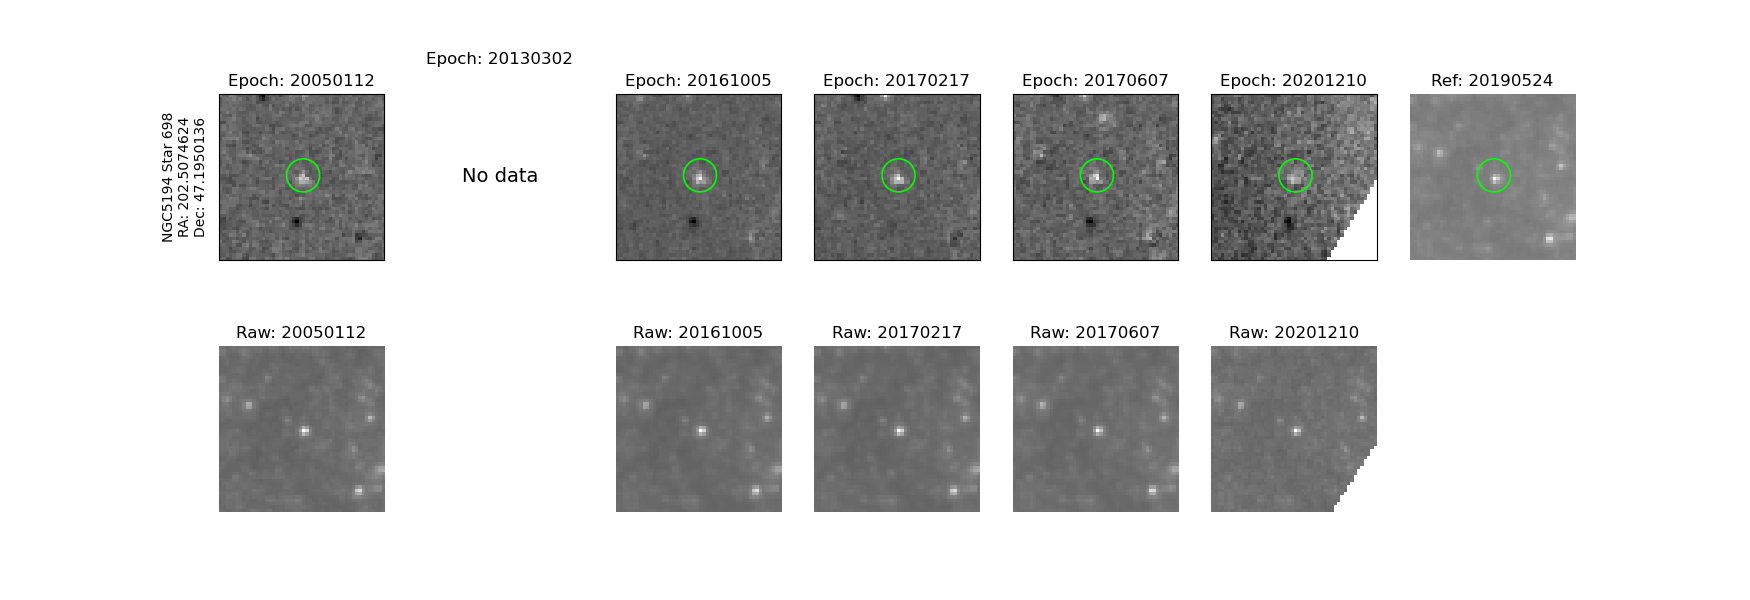 Epoch: 20130302
Epoch: 20050112
Epoch: 20161005
Epoch: 20170217
Epoch: 20170607
Epoch: 20201210
Ref: 20190524
NGC5194 Star 698
RA: 202.5074624
Dec: 47.1950136
No data
Raw: 20050112
Raw: 20161005
Raw: 20170217
Raw: 20170607
Raw: 20201210